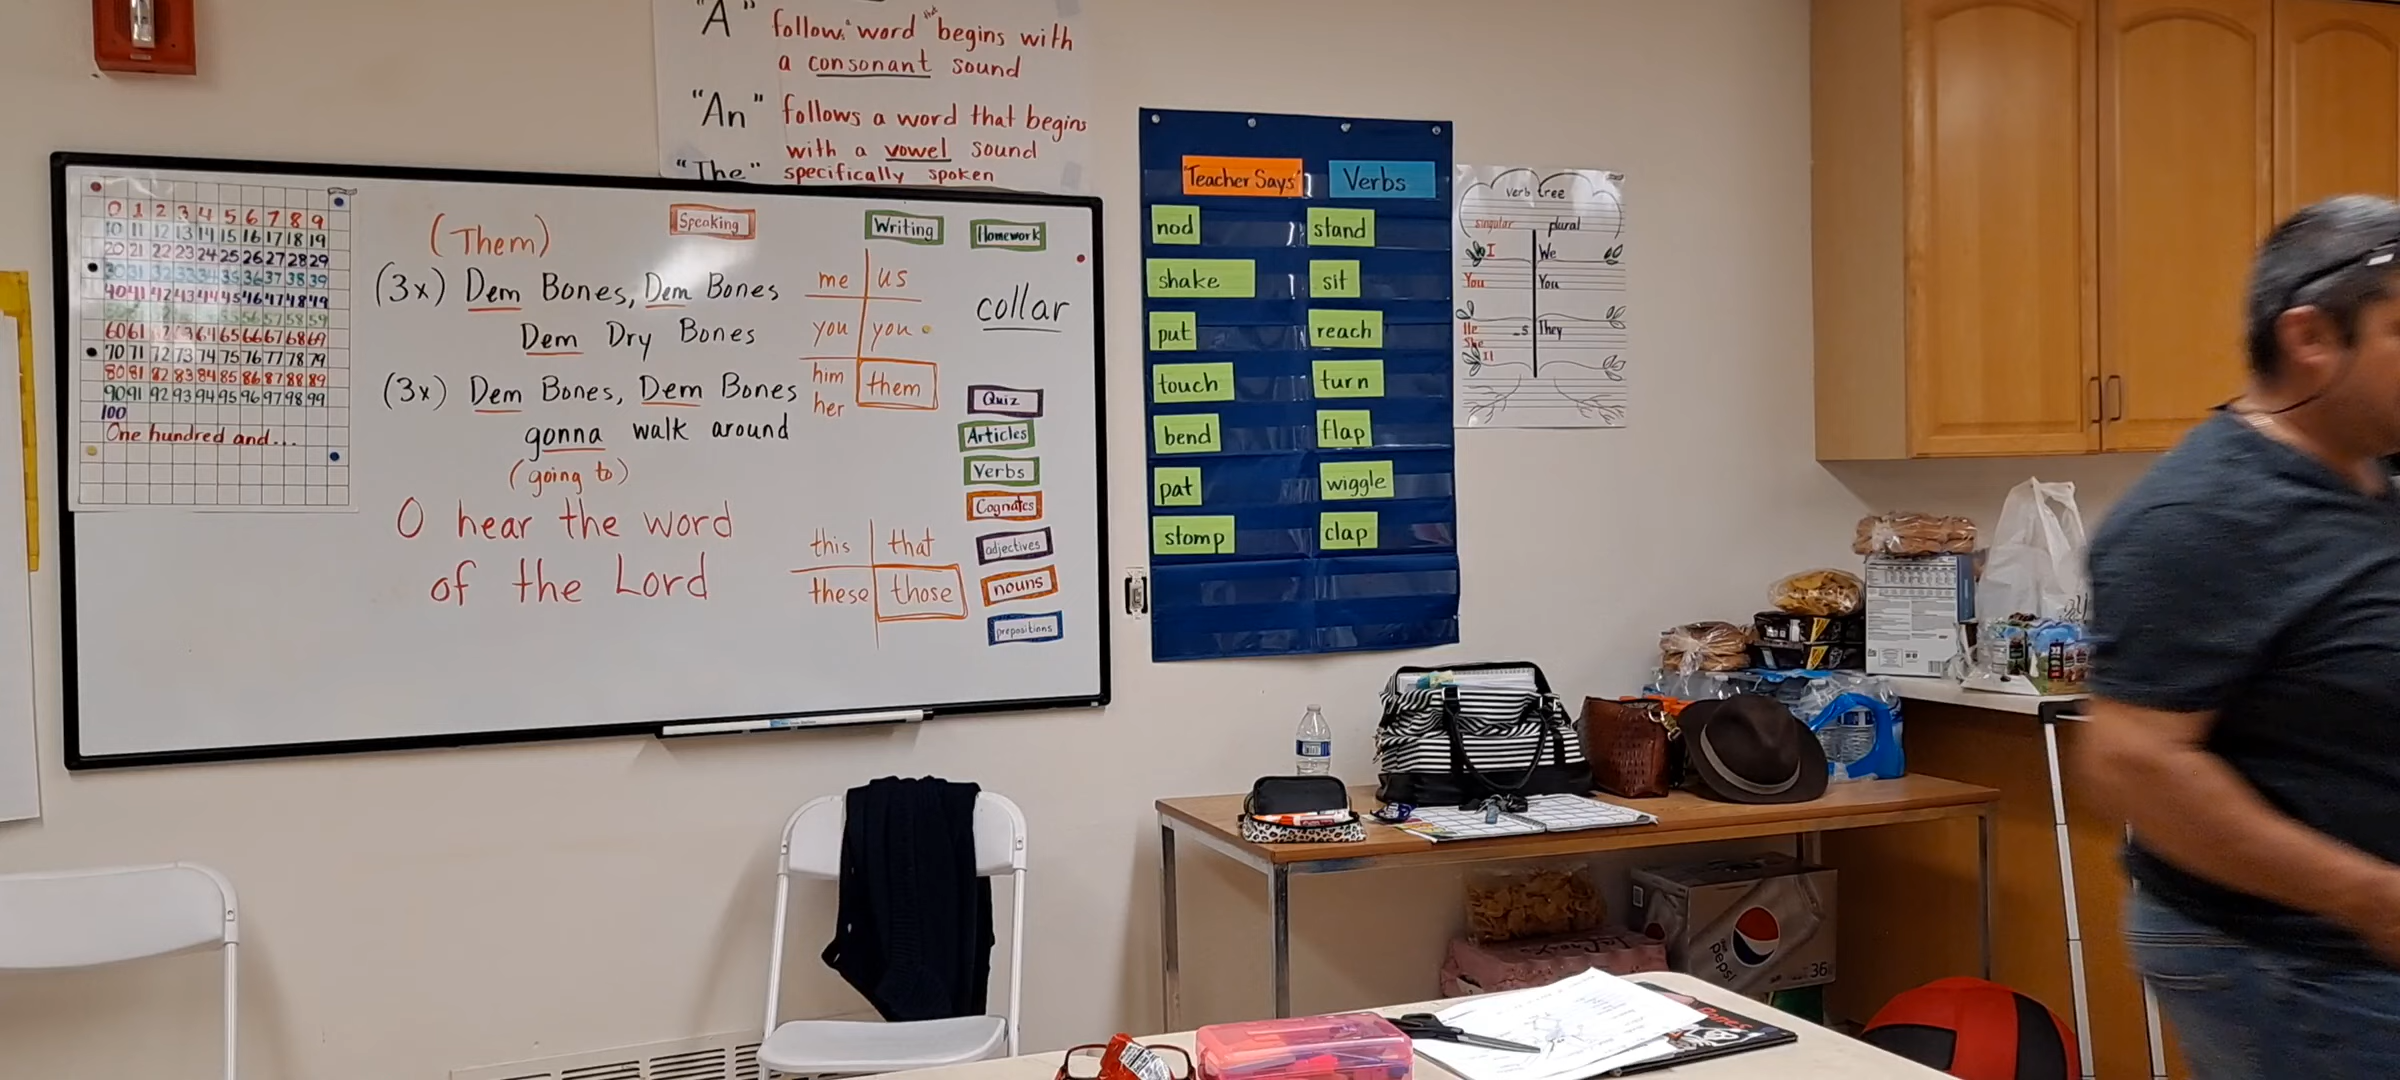 "A" follows word that begins with
a consonant sound
"An" follows a word that begins
with a vowel sound
"The" specifically spoken
0 1 2 3 4 5 6 7 8 9
10 11 12 13 14 15 16 17 18 19
20 21 22 23 24 25 26 27 28 29
30 31 32 33 34 35 36 37 38 39
40 41 42 43 44 45 46 47 48 49
56 57 58 59
60 61 62 63 64 65 66 67 68 69
70 71 72 73 74 75 76 77 78 79
80 81 82 83 84 85 86 87 88 89
90 91 92 93 94 95 96 97 98 99
100
One hundred and...
(Them)
(3x) Dem Bones, Dem Bones
Dem Dry Bones
(3x) Dem Bones, Dem Bones
gonna walk around
(going to)
O hear the word
of the Lord
Speaking
Writing
me us
you you
him them
her
this that
these those
Homework
collar
Quiz
Articles
Verbs
Cognates
adjectives
nouns
prepositions
"Teacher Says" Verbs
nod stand
shake sit
put reach
touch turn
bend flap
pat wiggle
stomp clap
verb tree
singular plural
I We
You You
He _s They
She
It
pepsi
36